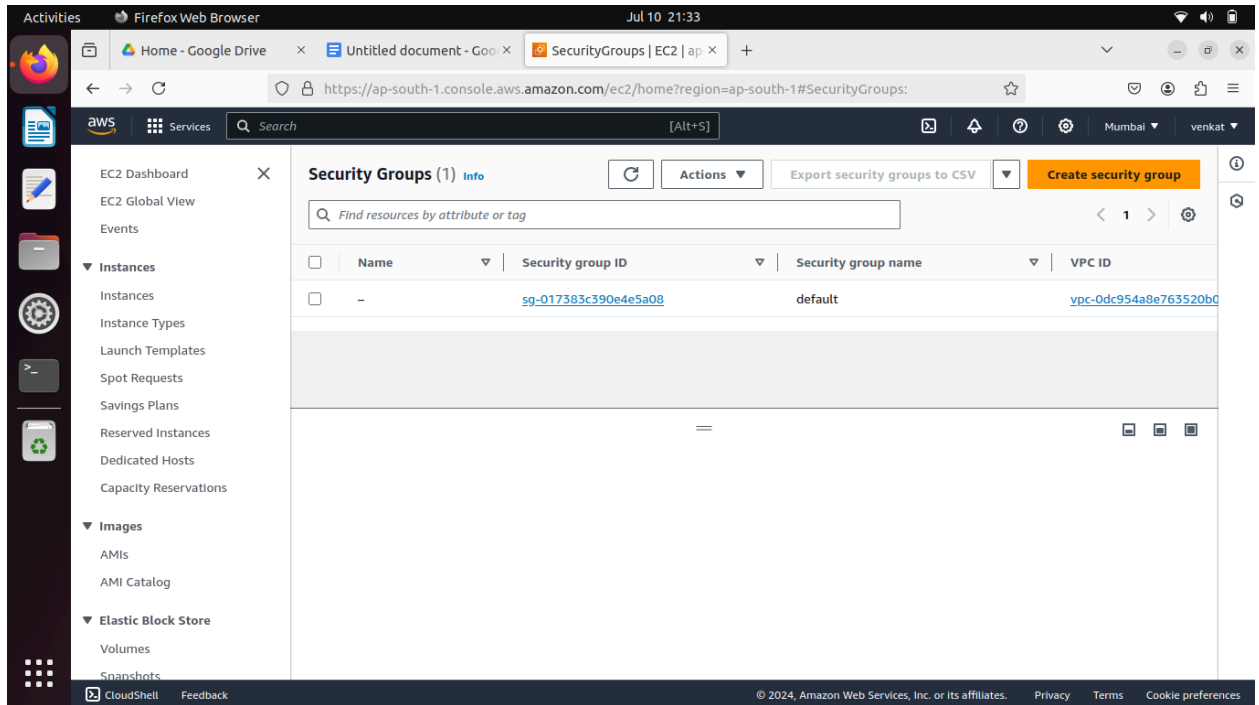 Activities Firefox Web Browser Jul 10 21:33
Home - Google Drive Untitled document - Goo SecurityGroups | EC2 | ap
https://ap-south-1.console.aws.amazon.com/ec2/home?region=ap-south-1#SecurityGroups:
aws Services Search [Alt+S] Mumbai venkat
EC2 Dashboard
EC2 Global View
Events
Instances
Instances
Instance Types
Launch Templates
Spot Requests
Savings Plans
Reserved Instances
Dedicated Hosts
Capacity Reservations
Images
AMIs
AMI Catalog
Elastic Block Store
Volumes
Snapshots
Security Groups (1) Info Actions Export security groups to CSV Create security group
Find resources by attribute or tag 1
Name Security group ID Security group name VPC ID
– sg-017383c390e4e5a08 default vpc-0dc954a8e763520b0
CloudShell Feedback © 2024, Amazon Web Services, Inc. or its affiliates. Privacy Terms Cookie preferences